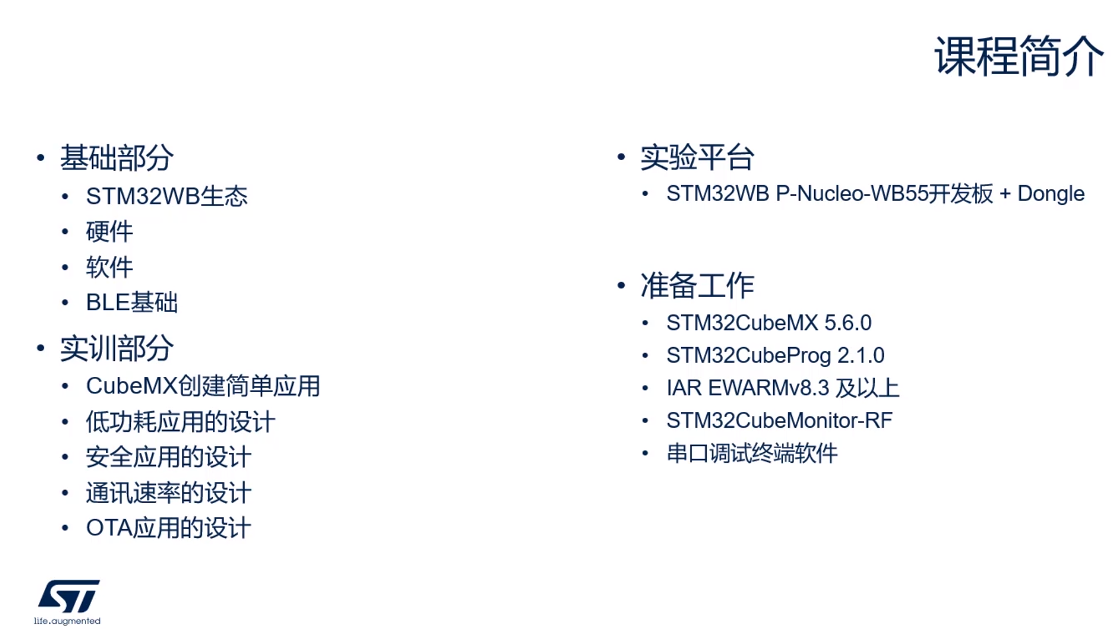 课程简介
• 基础部分
• STM32WB生态
• 硬件
• 软件
• BLE基础
• 实训部分
• CubeMX创建简单应用
• 低功耗应用的设计
• 安全应用的设计
• 通讯速率的设计
• OTA应用的设计
• 实验平台
• STM32WB P-Nucleo-WB55开发板 + Dongle
• 准备工作
• STM32CubeMX 5.6.0
• STM32CubeProg 2.1.0
• IAR EWARMv8.3 及以上
• STM32CubeMonitor-RF
• 串口调试终端软件
ST
life.augmented